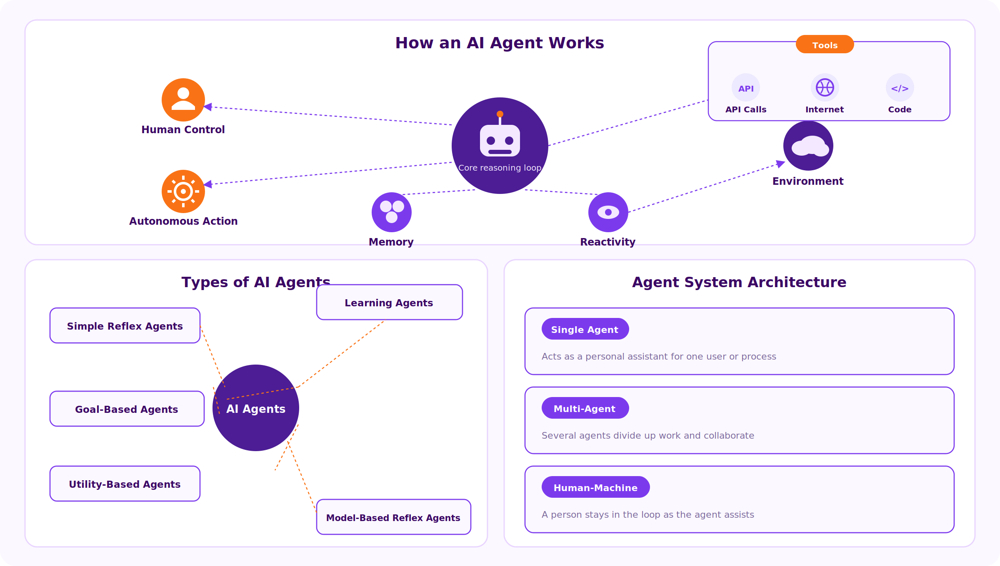 How an AI Agent Works
Tools
API
</>
API Calls
Internet
Code
Human Control
Core reasoning loop
Environment
Autonomous Action
Memory
Reactivity
Types of AI Agents
Learning Agents
Simple Reflex Agents
Goal-Based Agents
AI Agents
Utility-Based Agents
Model-Based Reflex Agents
Agent System Architecture
Single Agent
Acts as a personal assistant for one user or process
Multi-Agent
Several agents divide up work and collaborate
Human-Machine
A person stays in the loop as the agent assists